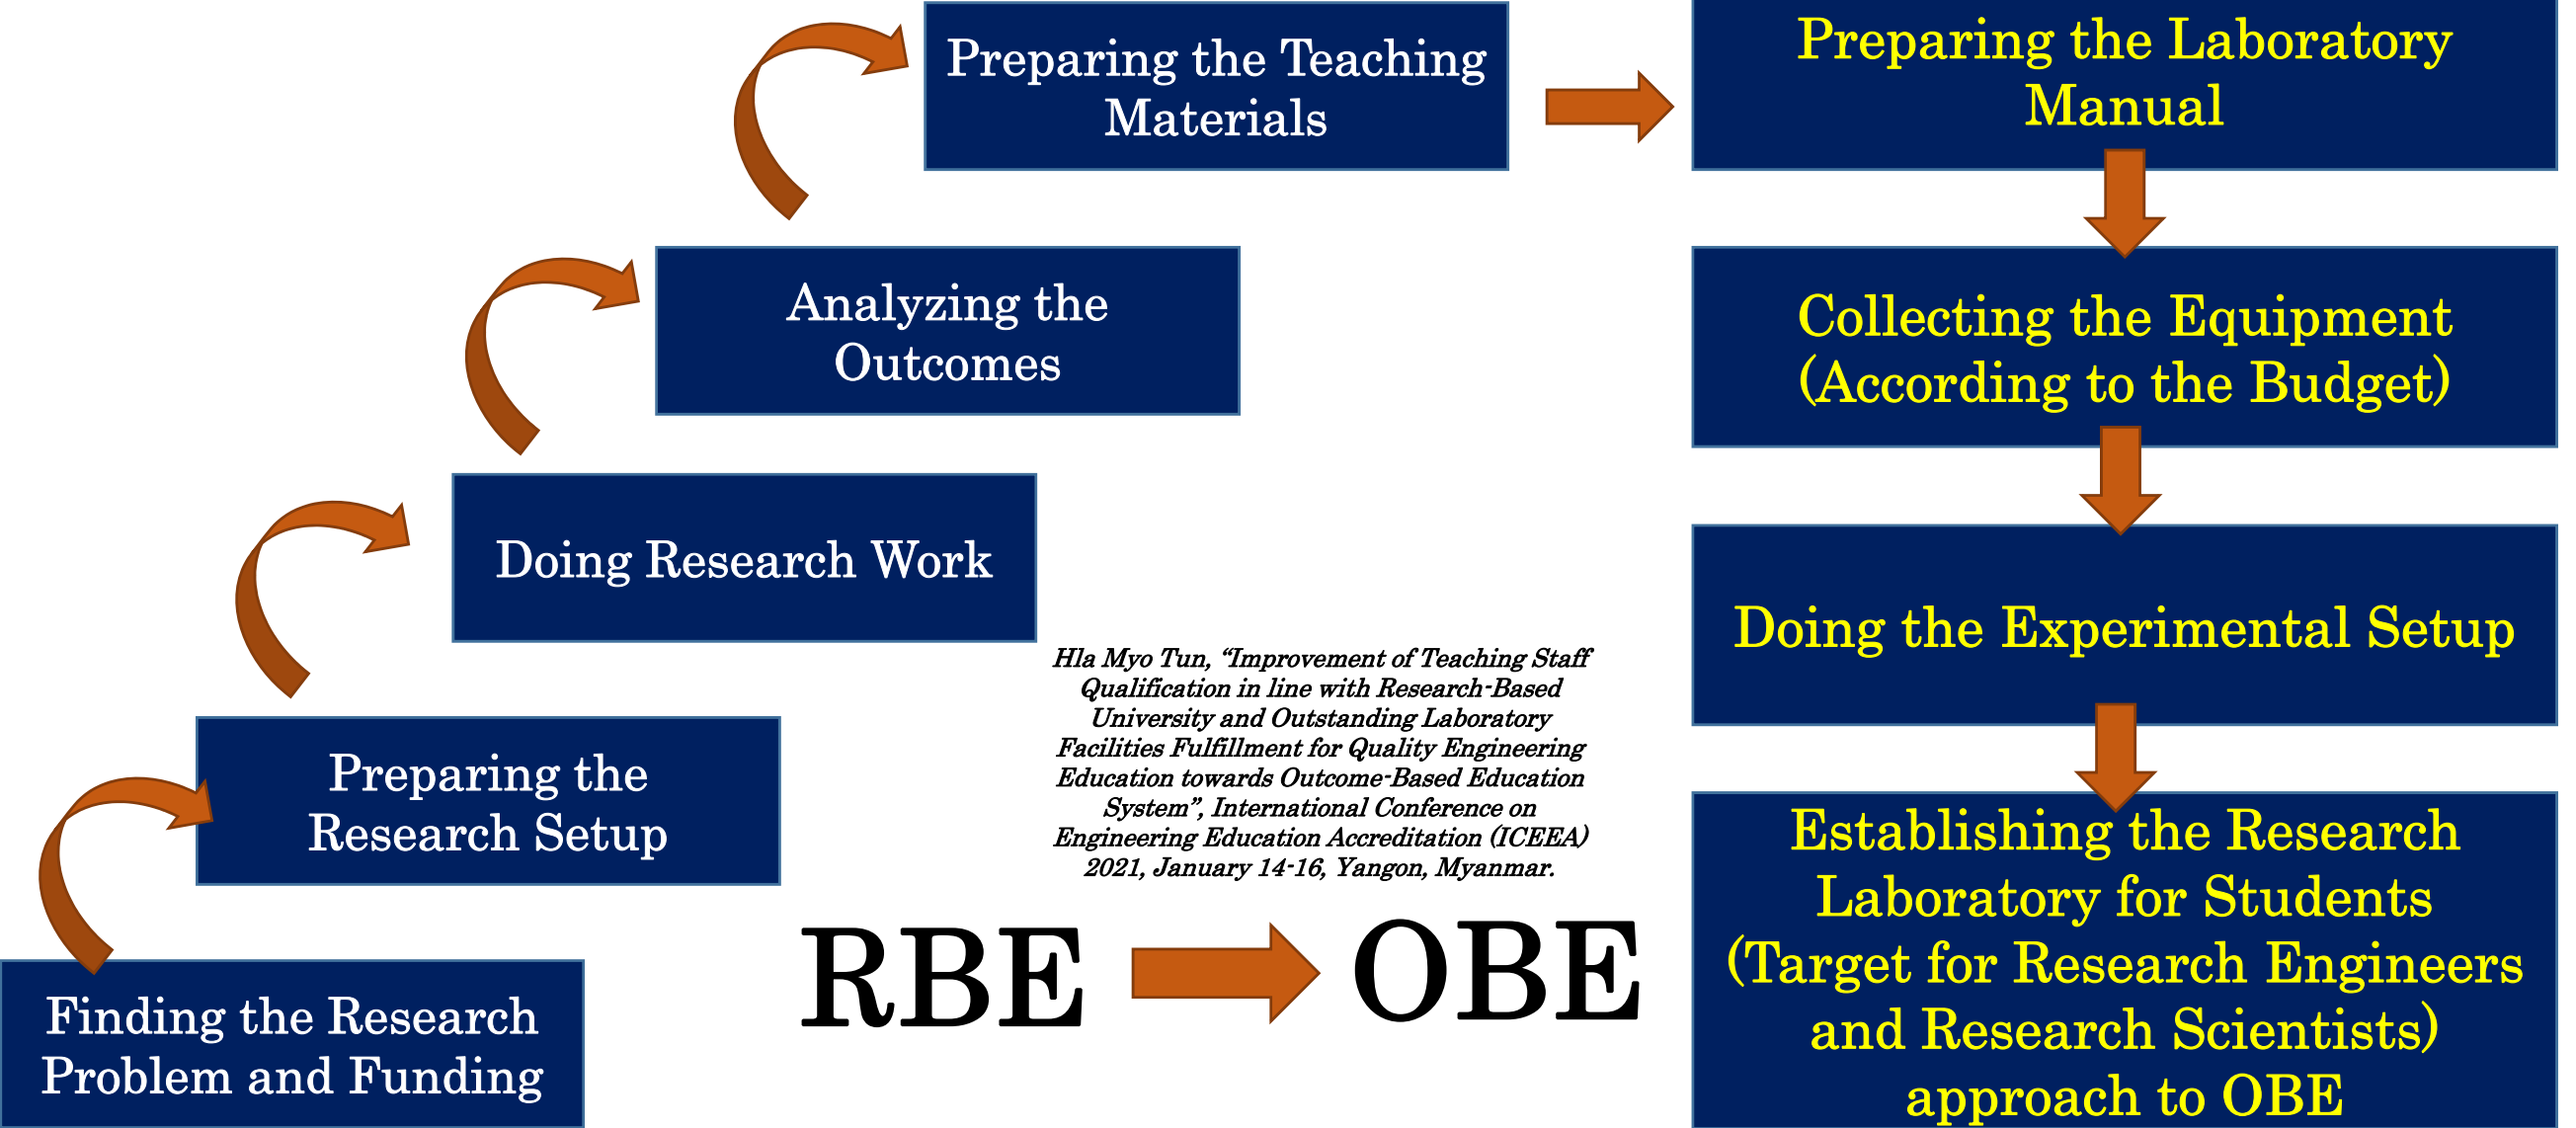 Preparing the Teaching
Materials
Preparing the Laboratory
Manual
Analyzing the
Outcomes
Collecting the Equipment
(According to the Budget)
Doing Research Work
Doing the Experimental Setup
Hla Myo Tun, “Improvement of Teaching Staff
Qualification in line with Research-Based
University and Outstanding Laboratory
Facilities Fulfillment for Quality Engineering
Education towards Outcome-Based Education
System”, International Conference on
Engineering Education Accreditation (ICEEA)
2021, January 14-16, Yangon, Myanmar.
Preparing the
Research Setup
Establishing the Research
Laboratory for Students
(Target for Research Engineers
and Research Scientists)
approach to OBE
RBE
OBE
Finding the Research
Problem and Funding